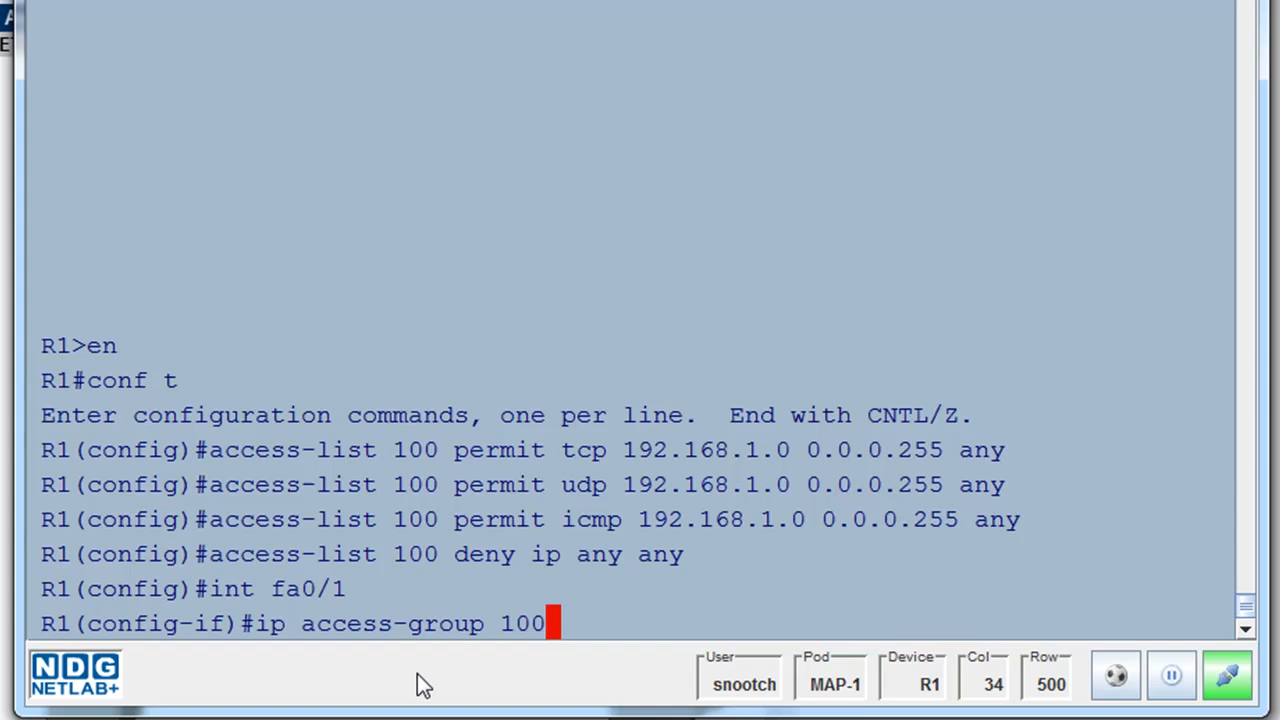 A
E
R1>en
R1#conf t
Enter configuration commands, one per line.  End with CNTL/Z.
R1(config)#access-list 100 permit tcp 192.168.1.0 0.0.0.255 any
R1(config)#access-list 100 permit udp 192.168.1.0 0.0.0.255 any
R1(config)#access-list 100 permit icmp 192.168.1.0 0.0.0.255 any
R1(config)#access-list 100 deny ip any any
R1(config)#int fa0/1
R1(config-if)#ip access-group 100
NDG
NETLAB+
User
snootch
Pod
MAP-1
Device
R1
Col
34
Row
500